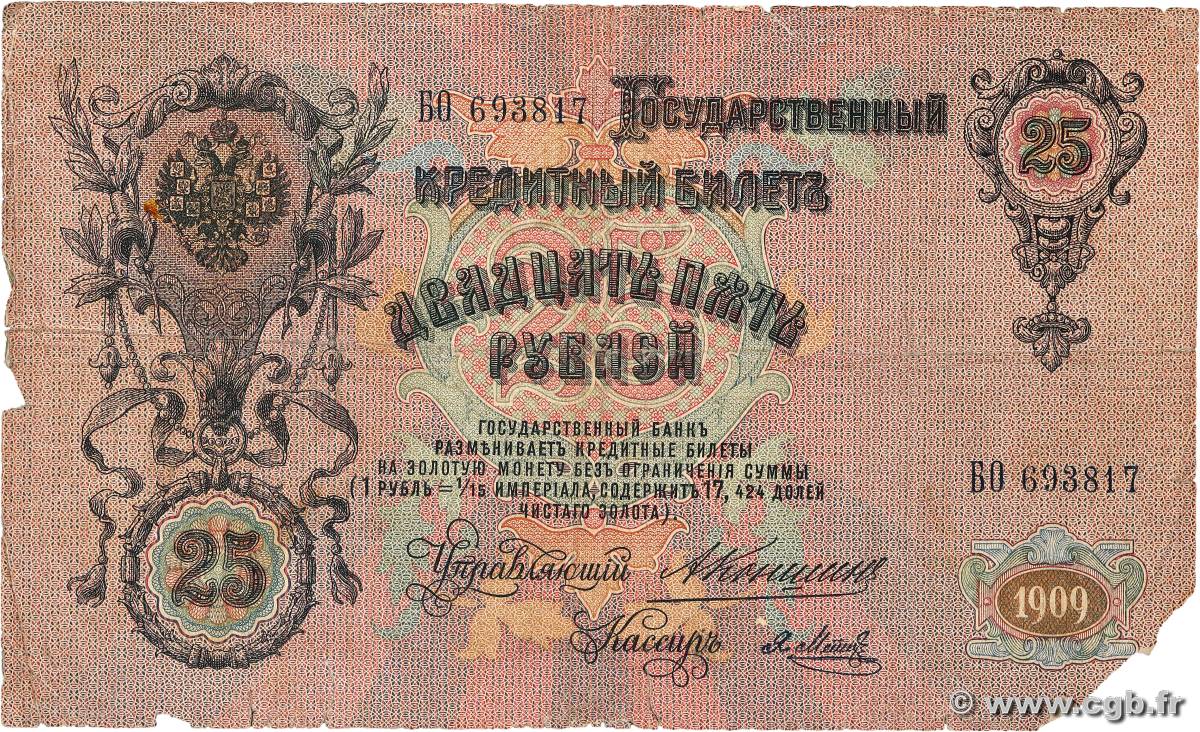 БО 693817 Государственный
25
Кредитный Билетъ
Двадцать пять
рублей
ГОСУДАРСТВЕННЫЙ БАНКЪ
РАЗМѢНИВАЕТЪ КРЕДИТНЫЕ БИЛЕТЫ
НА ЗОЛОТУЮ МОНЕТУ БЕЗЪ ОГРАНИЧЕНІЯ СУММЫ
(1 РУБЛЬ = 1/15 ИМПЕРІАЛА, СОДЕРЖИТЪ 17, 424 ДОЛЕЙ
ЧИСТАГО ЗОЛОТА).
БО 693817
25
Управляющій
Кассиръ
1909
© www.cgb.fr